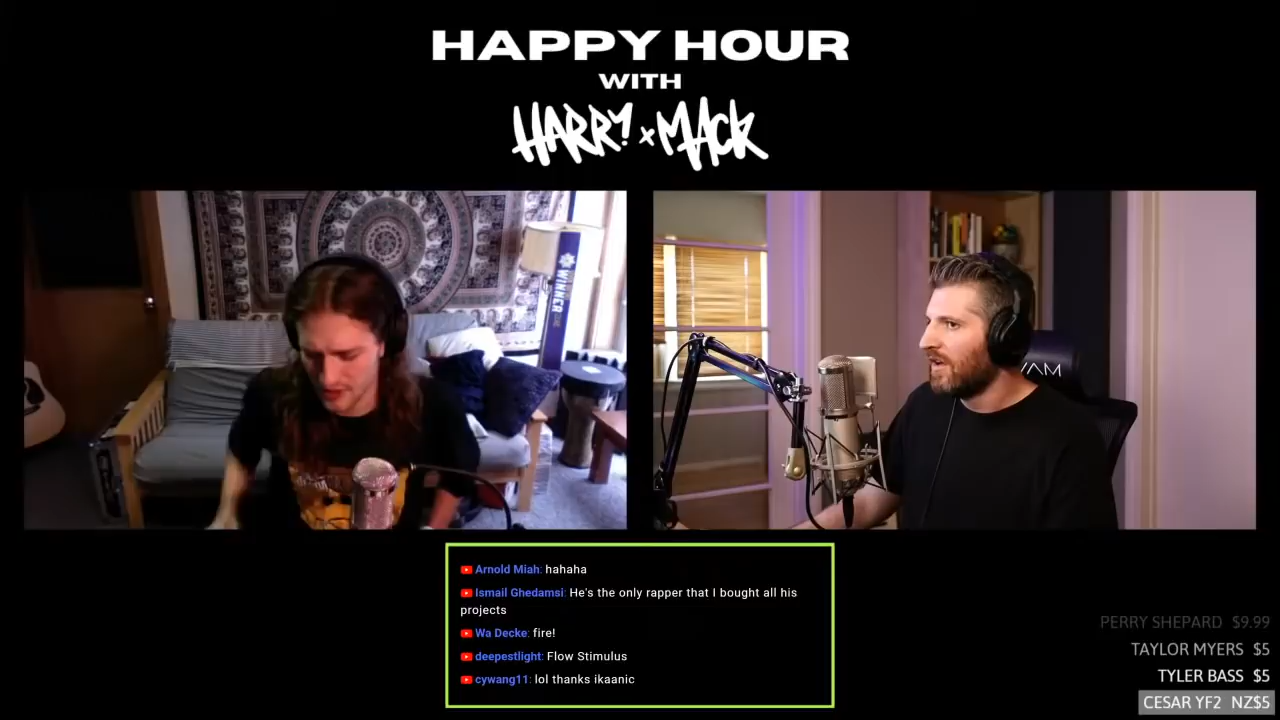 HAPPY HOUR
WITH
HARRY x MACK
WINNER
Arnold Miah: hahaha
Ismail Ghedamsi: He's the only rapper that I bought all his
projects
Wa Decke: fire!
deepestlight: Flow Stimulus
cywang11: lol thanks ikaanic
PERRY SHEPARD $9.99
TAYLOR MYERS $5
TYLER BASS $5
CESAR YF2 NZ$5